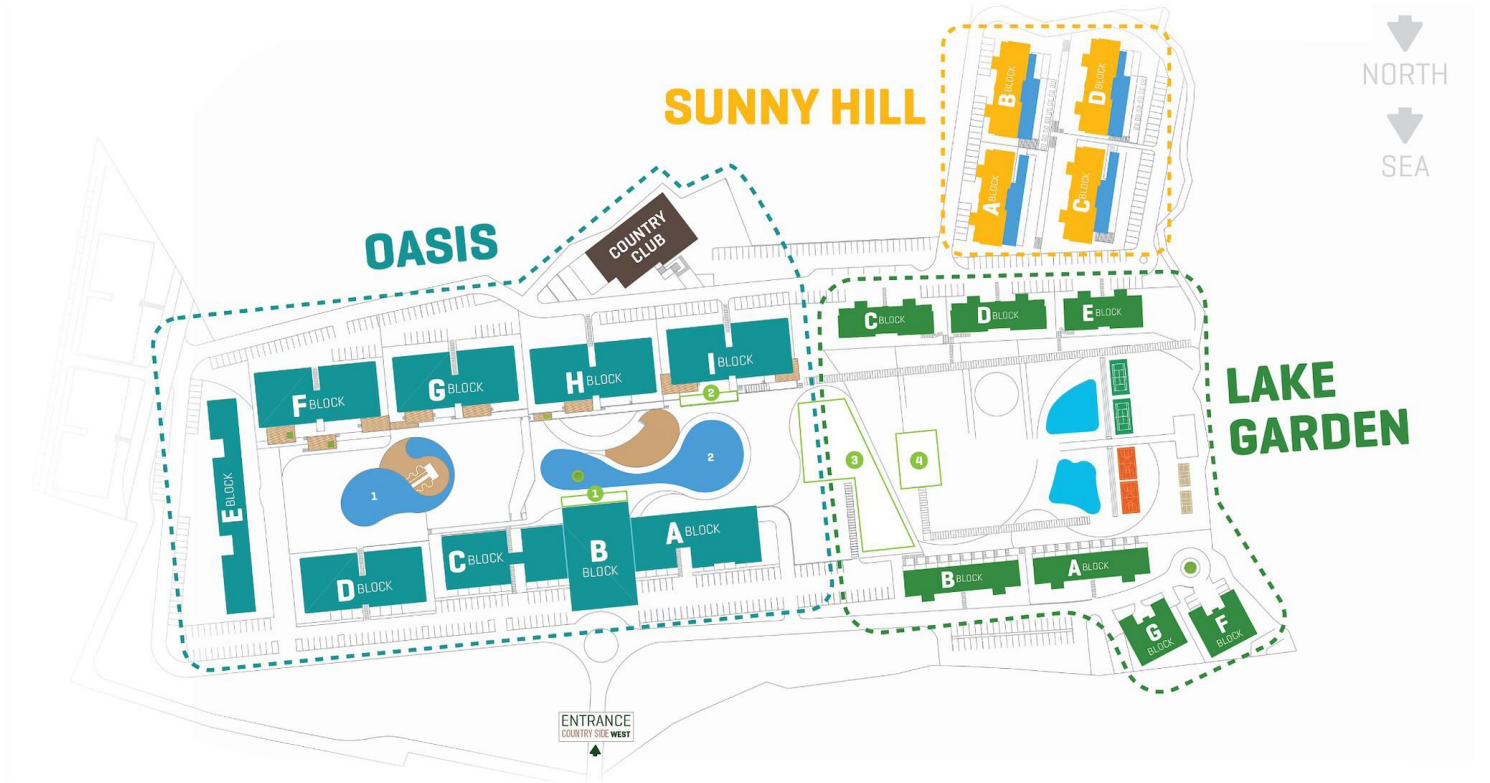 NORTH
SEA
SUNNY HILL
B BLOCK
D BLOCK
A BLOCK
C BLOCK
OASIS
COUNTRY
CLUB
F BLOCK
G BLOCK
H BLOCK
I BLOCK
E BLOCK
D BLOCK
C BLOCK
B
BLOCK
A BLOCK
1
2
1
2
3
4
LAKE
GARDEN
C BLOCK
D BLOCK
E BLOCK
B BLOCK
A BLOCK
G
BLOCK
F
BLOCK
ENTRANCE
COUNTRY SIDE WEST